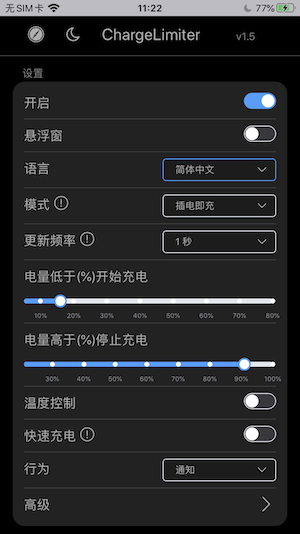 无SIM卡 11:22 77%
ChargeLimiter v1.5
设置
开启
悬浮窗
语言 简体中文
模式 插电即充
更新频率 1 秒
电量低于(%)开始充电
10% 20% 30% 40% 50% 60% 70% 80%
电量高于(%)停止充电
30% 40% 50% 60% 70% 80% 90% 100%
温度控制
快速充电
行为 通知
高级